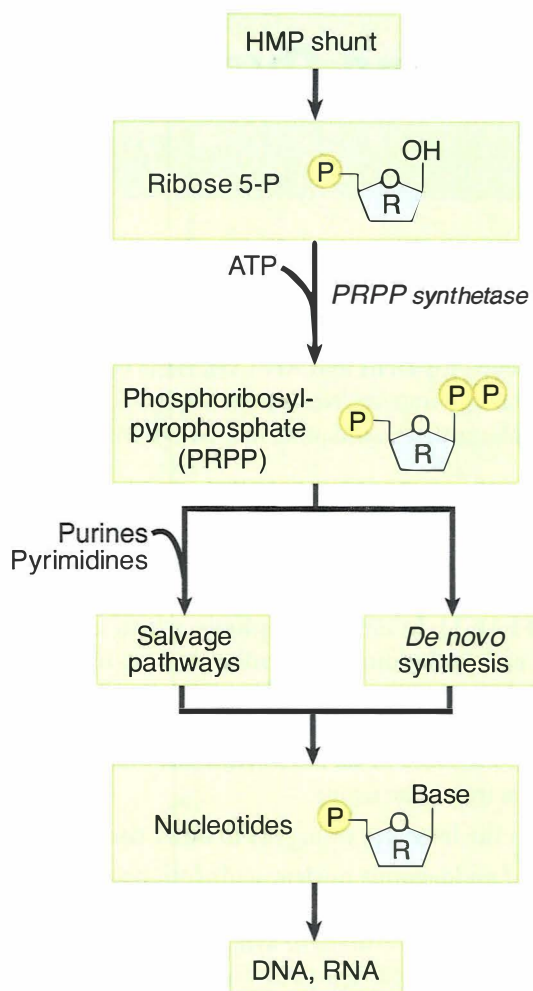 HMP shunt
Ribose 5-P
P
O
R
OH
ATP
PRPP synthetase
Phosphoribosyl-
pyrophosphate
(PRPP)
P
O
R
P P
Purines
Pyrimidines
Salvage
pathways
De novo
synthesis
Nucleotides
P
O
R
Base
DNA, RNA